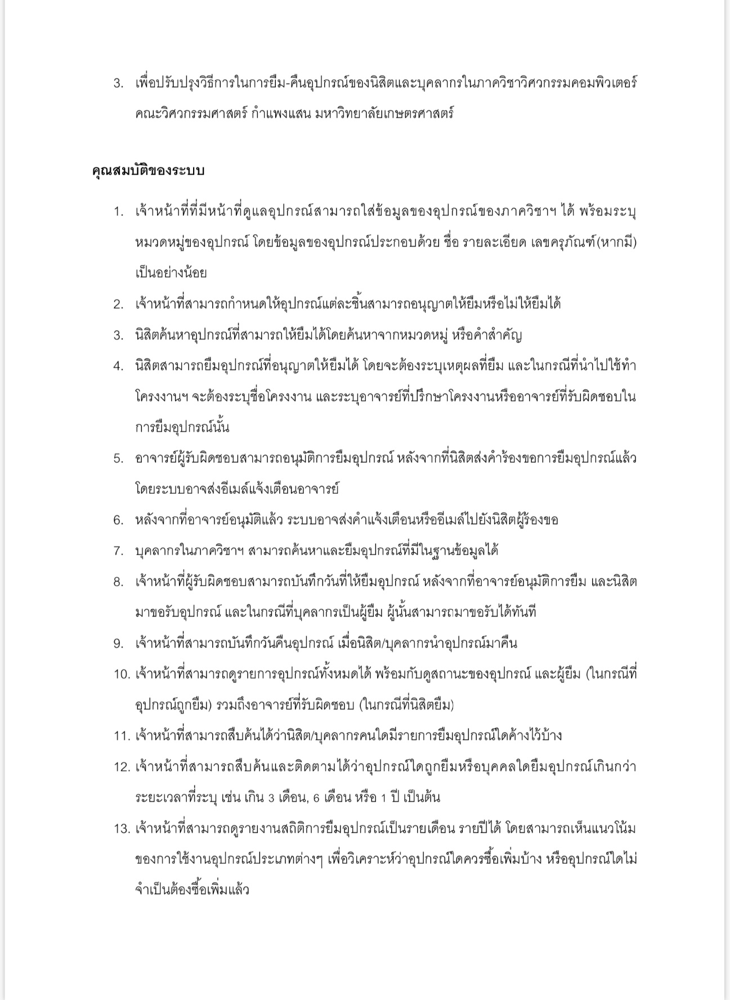 3. เพื่อปรับปรุงวิธีการในการยืม-คืนอุปกรณ์ของนิสิตและบุคลากรในภาควิชาวิศวกรรมคอมพิวเตอร์
คณะวิศวกรรมศาสตร์ กำแพงแสน มหาวิทยาลัยเกษตรศาสตร์
คุณสมบัติของระบบ
1. เจ้าหน้าที่ที่มีหน้าที่ดูแลอุปกรณ์สามารถใส่ข้อมูลของอุปกรณ์ของภาควิชาฯ ได้ พร้อมระบุ
หมวดหมู่ของอุปกรณ์ โดยข้อมูลของอุปกรณ์ประกอบด้วย ชื่อ รายละเอียด เลขครุภัณฑ์(หากมี)
เป็นอย่างน้อย
2. เจ้าหน้าที่สามารถกำหนดให้อุปกรณ์แต่ละชิ้นสามารถอนุญาตให้ยืมหรือไม่ให้ยืมได้
3. นิสิตค้นหาอุปกรณ์ที่สามารถให้ยืมได้โดยค้นหาจากหมวดหมู่ หรือคำสำคัญ
4. นิสิตสามารถยืมอุปกรณ์ที่อนุญาตให้ยืมได้ โดยจะต้องระบุเหตุผลที่ยืม และในกรณีที่นำไปใช้ทำ
โครงงานฯ จะต้องระบุชื่อโครงงาน และระบุอาจารย์ที่ปรึกษาโครงงานหรืออาจารย์ที่รับผิดชอบใน
การยืมอุปกรณ์นั้น
5. อาจารย์ผู้รับผิดชอบสามารถอนุมัติการยืมอุปกรณ์ หลังจากที่นิสิตส่งคำร้องขอการยืมอุปกรณ์แล้ว
โดยระบบอาจส่งอีเมล์แจ้งเตือนอาจารย์
6. หลังจากที่อาจารย์อนุมัติแล้ว ระบบอาจส่งคำแจ้งเตือนหรืออีเมล์ไปยังนิสิตผู้ร้องขอ
7. บุคลากรในภาควิชาฯ สามารถค้นหาและยืมอุปกรณ์ที่มีในฐานข้อมูลได้
8. เจ้าหน้าที่ผู้รับผิดชอบสามารถบันทึกวันที่ให้ยืมอุปกรณ์ หลังจากที่อาจารย์อนุมัติการยืม และนิสิต
มาขอรับอุปกรณ์ และในกรณีที่บุคลากรเป็นผู้ยืม ผู้นั้นสามารถมาขอรับได้ทันที
9. เจ้าหน้าที่สามารถบันทึกวันคืนอุปกรณ์ เมื่อนิสิต/บุคลากรนำอุปกรณ์มาคืน
10. เจ้าหน้าที่สามารถดูรายการอุปกรณ์ทั้งหมดได้ พร้อมกับดูสถานะของอุปกรณ์ และผู้ยืม (ในกรณีที่
อุปกรณ์ถูกยืม) รวมถึงอาจารย์ที่รับผิดชอบ (ในกรณีที่นิสิตยืม)
11. เจ้าหน้าที่สามารถสืบค้นได้ว่านิสิต/บุคลากรคนใดมีรายการยืมอุปกรณ์ใดค้างไว้บ้าง
12. เจ้าหน้าที่สามารถสืบค้นและติดตามได้ว่าอุปกรณ์ใดถูกยืมหรือบุคคลใดยืมอุปกรณ์เกินกว่า
ระยะเวลาที่ระบุ เช่น เกิน 3 เดือน, 6 เดือน หรือ 1 ปี เป็นต้น
13. เจ้าหน้าที่สามารถดูรายงานสถิติการยืมอุปกรณ์เป็นรายเดือน รายปีได้ โดยสามารถเห็นแนวโน้ม
ของการใช้งานอุปกรณ์ประเภทต่างๆ เพื่อวิเคราะห์ว่าอุปกรณ์ใดควรซื้อเพิ่มบ้าง หรืออุปกรณ์ใดไม่
จำเป็นต้องซื้อเพิ่มแล้ว